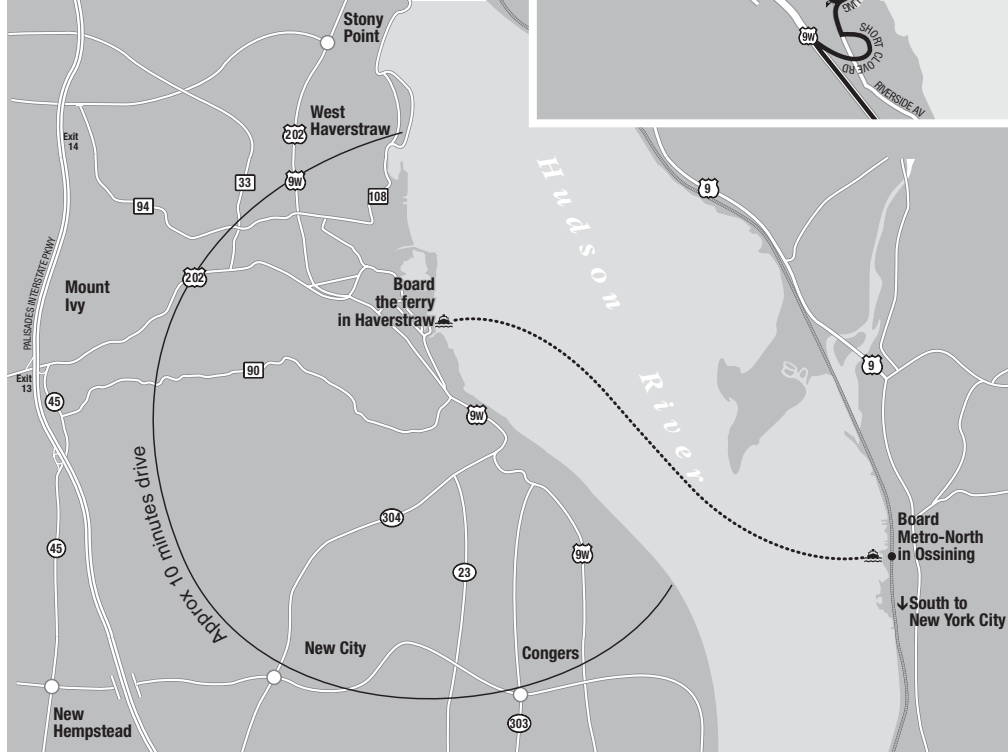 Stony
Point
9W
LING
SHORT CLOVE RD
RIVERSIDE AV
West
Haverstraw
202
Exit
14
9W
33
9
108
94
PALISADES INTERSTATE PKWY
Hudson River
202
Mount
Ivy
Board
the ferry
in Haverstraw
90
9
Exit
13
45
9W
Approx 10 minutes drive
304
Board
Metro-North
in Ossining
45
9W
23
↓South to
New York City
New City
Congers
New
Hempstead
303